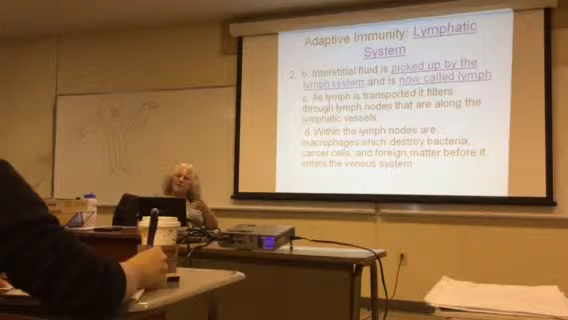 Adaptive Immunity: Lymphatic
System
2. b. Interstitial fluid is picked up by the
lymph system and is now called lymph
c. As lymph is transported it filters
through lymph nodes that are along the
lymphatic vessels
d. Within the lymph nodes are
macrophages which destroy bacteria,
cancer cells, and foreign matter before it
enters the venous system